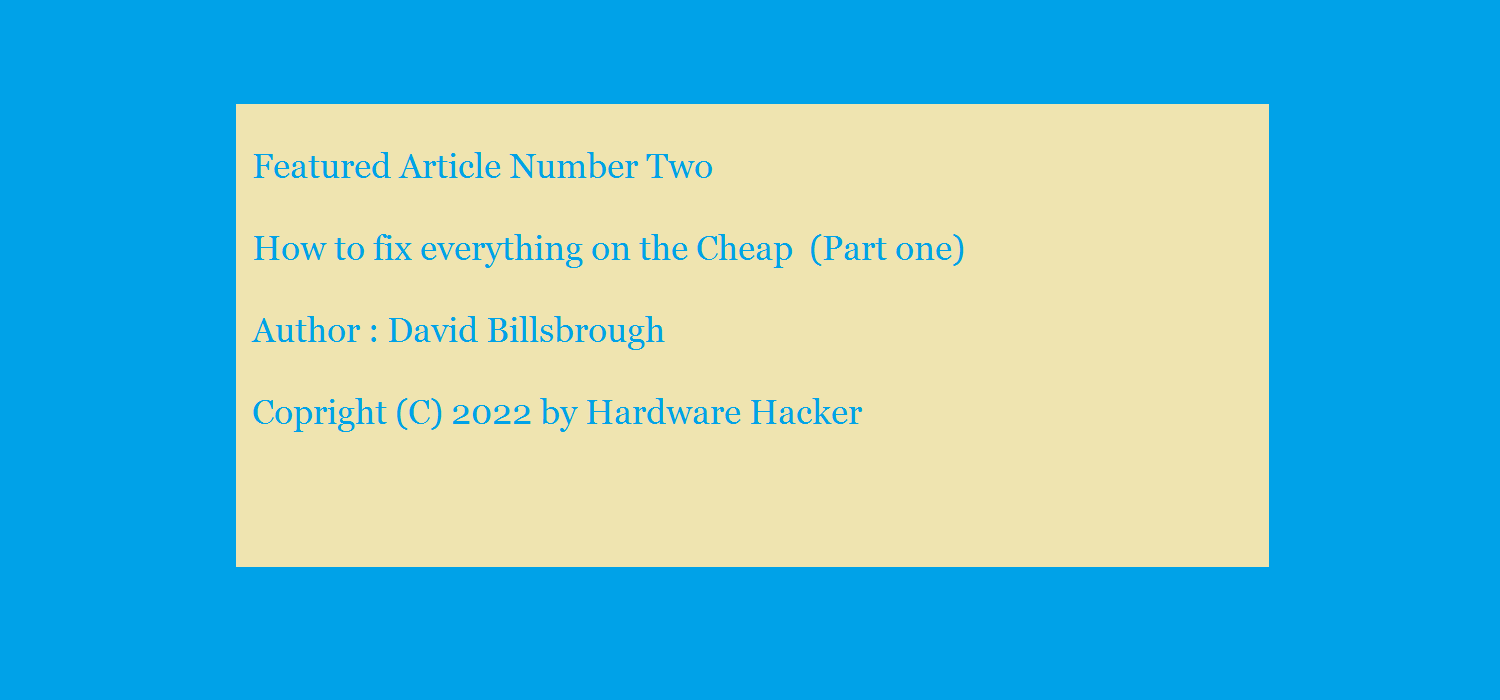 Featured Article Number Two
How to fix everything on the Cheap  (Part one)
Author : David Billsbrough
Copright (C) 2022 by Hardware Hacker